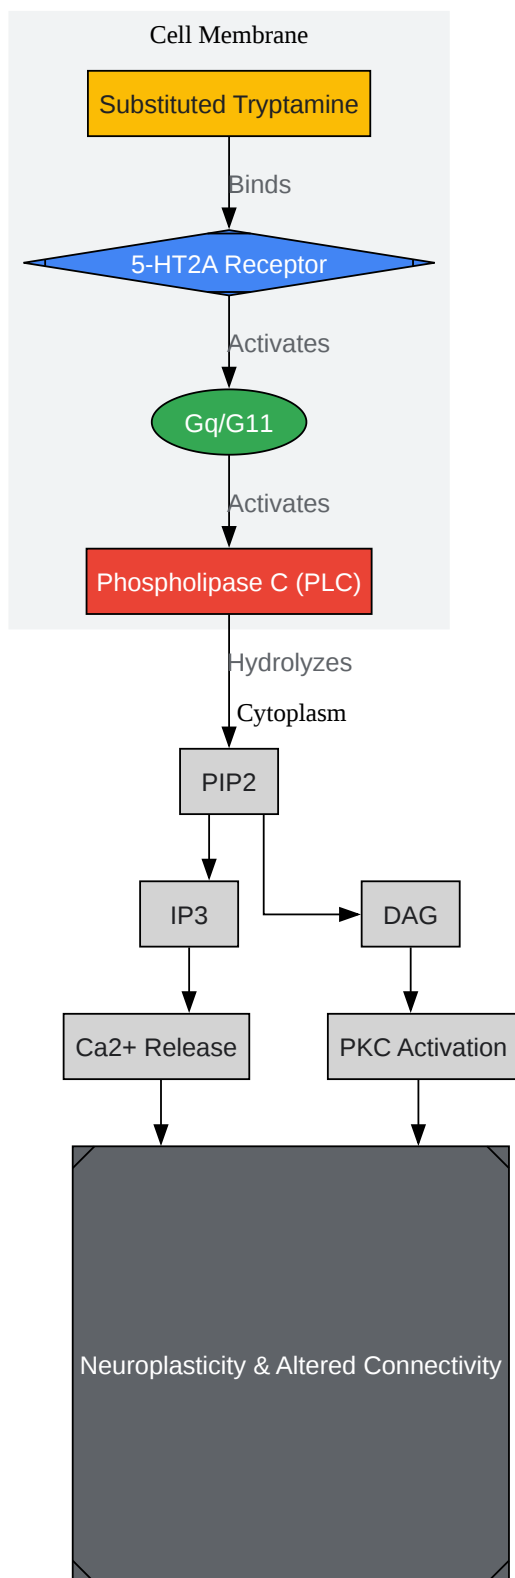 Cell Membrane
Substituted Tryptamine
Binds
5-HT2A Receptor
Activates
Gq/G11
Activates
Phospholipase C (PLC)
Hydrolyzes
Cytoplasm
PIP2
IP3
DAG
Ca2+ Release
PKC Activation
Neuroplasticity & Altered Connectivity